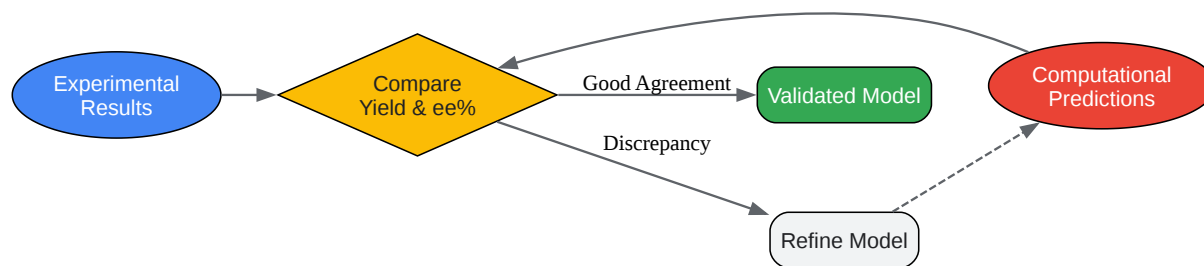 Experimental
Results
Compare
Yield & ee%
Good Agreement
Validated Model
Computational
Predictions
Discrepancy
Refine Model